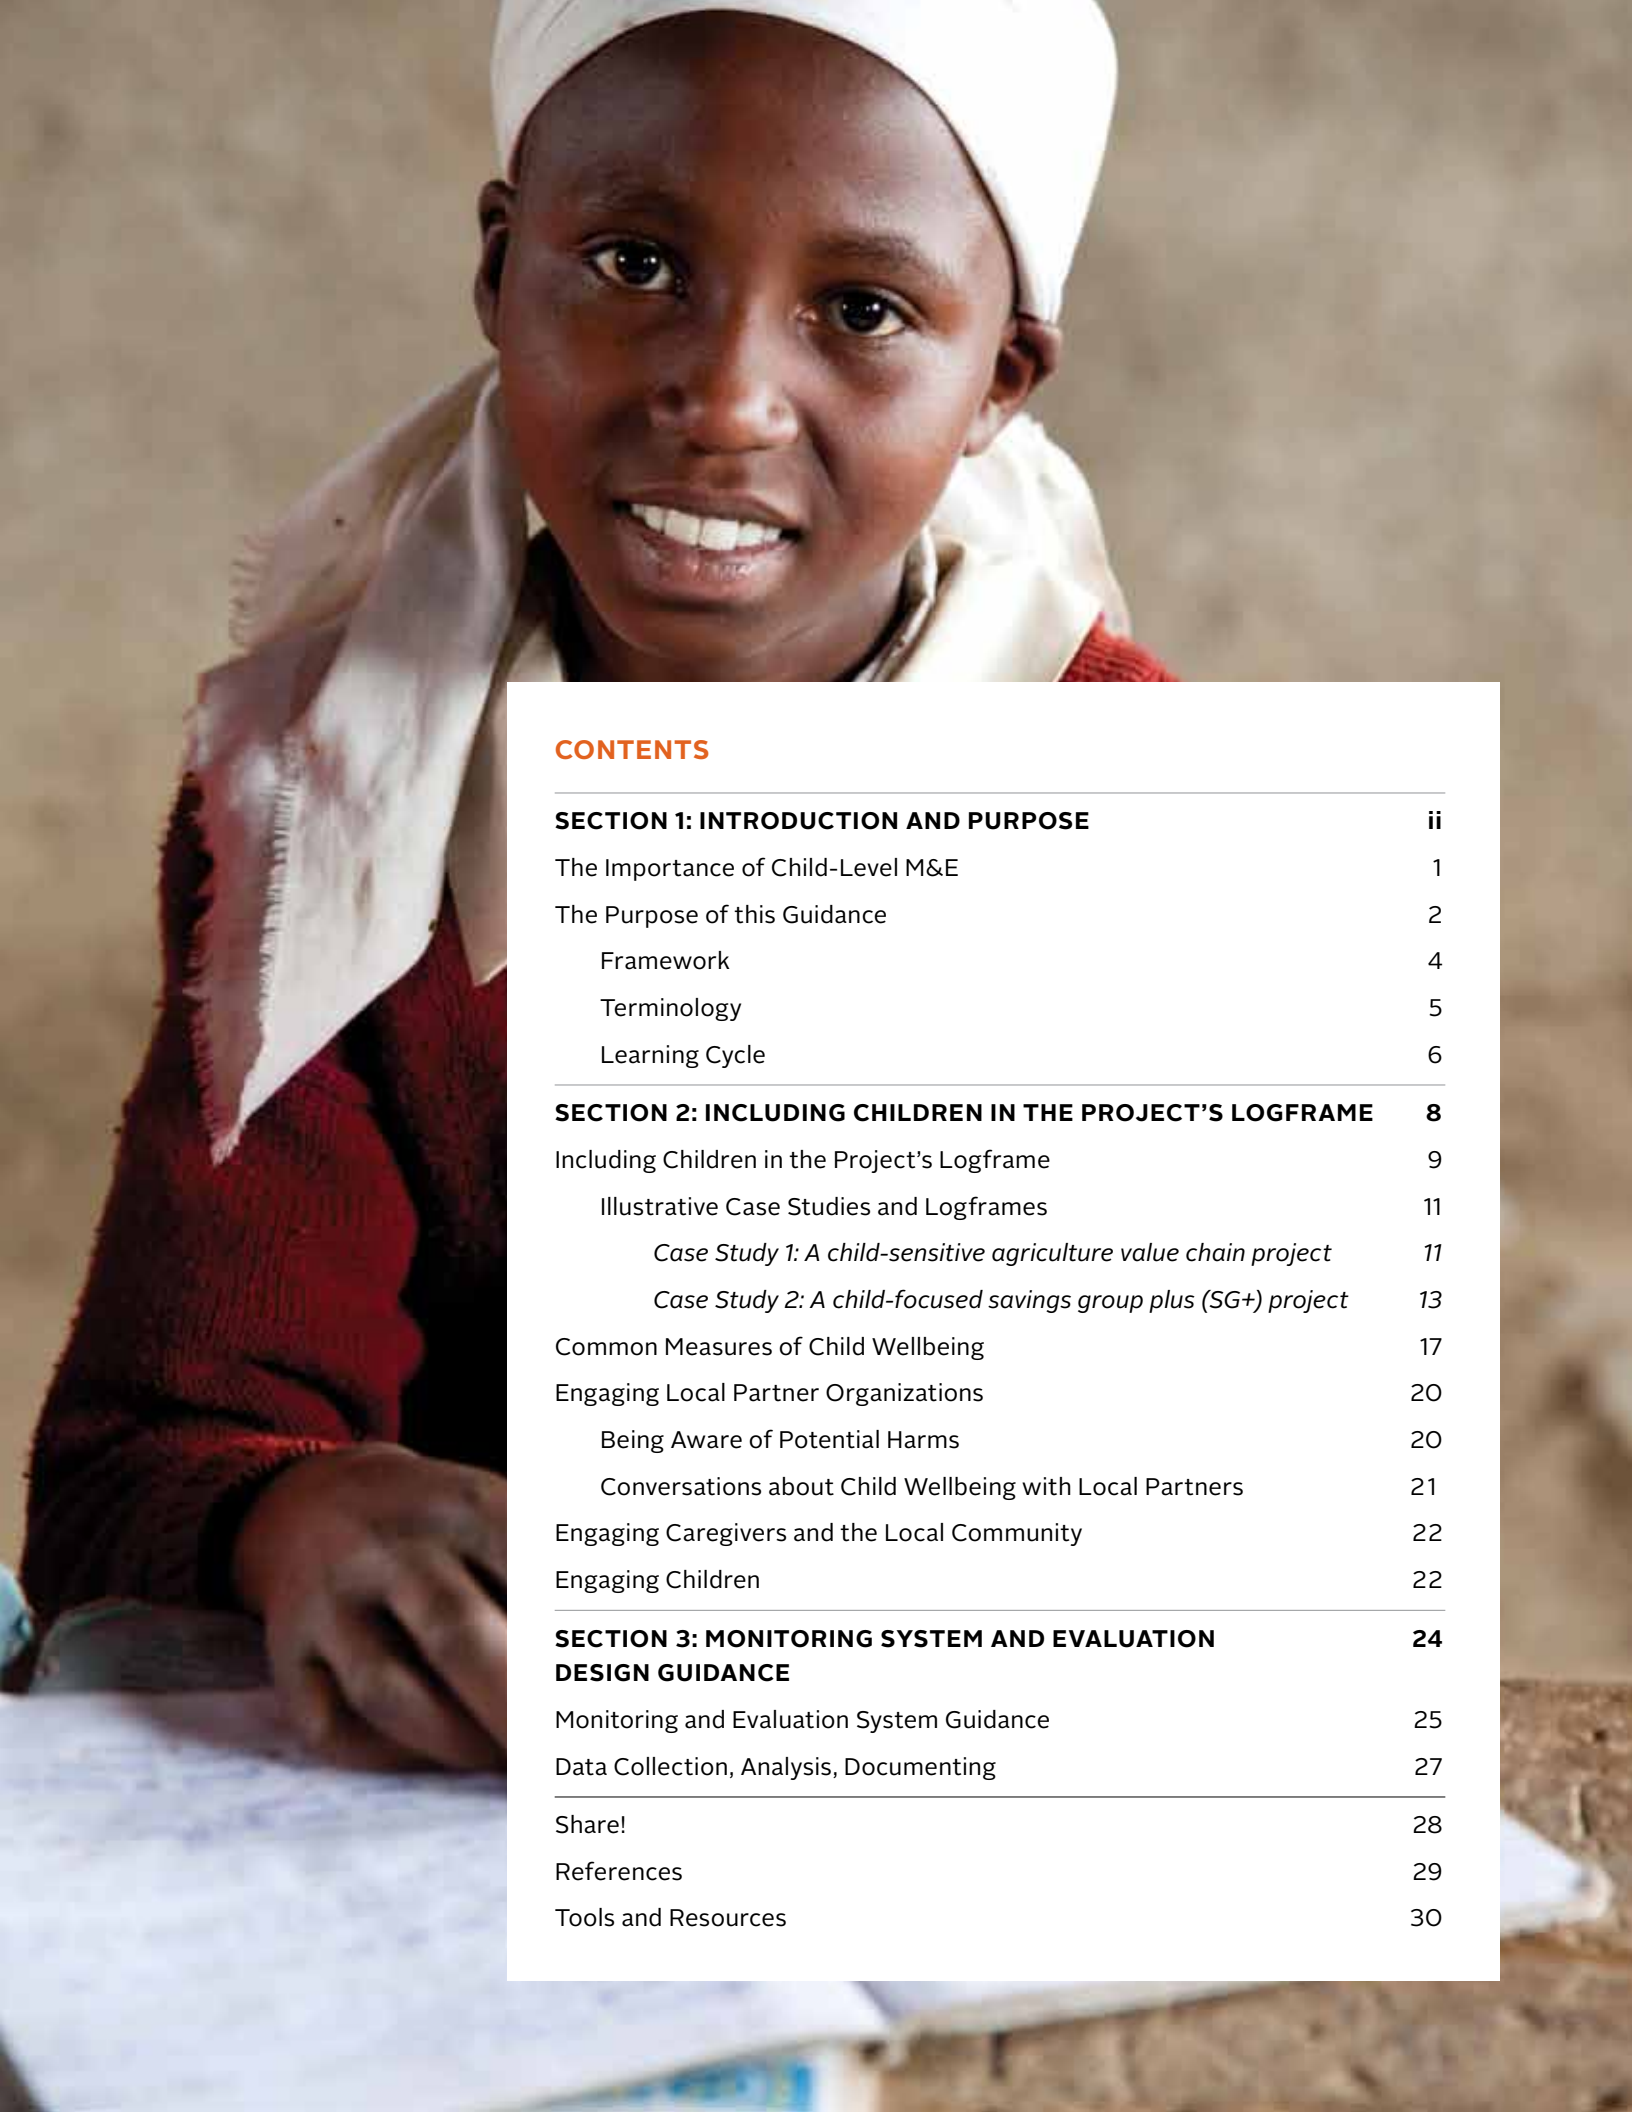 CONTENTS
SECTION 1: INTRODUCTION AND PURPOSE ii
The Importance of Child-Level M&E 1
The Purpose of this Guidance 2
Framework 4
Terminology 5
Learning Cycle 6
SECTION 2: INCLUDING CHILDREN IN THE PROJECT’S LOGFRAME 8
Including Children in the Project’s Logframe 9
Illustrative Case Studies and Logframes 11
Case Study 1: A child-sensitive agriculture value chain project 11
Case Study 2: A child-focused savings group plus (SG+) project 13
Common Measures of Child Wellbeing 17
Engaging Local Partner Organizations 20
Being Aware of Potential Harms 20
Conversations about Child Wellbeing with Local Partners 21
Engaging Caregivers and the Local Community 22
Engaging Children 22
SECTION 3: MONITORING SYSTEM AND EVALUATION 24
DESIGN GUIDANCE
Monitoring and Evaluation System Guidance 25
Data Collection, Analysis, Documenting 27
Share! 28
References 29
Tools and Resources 30